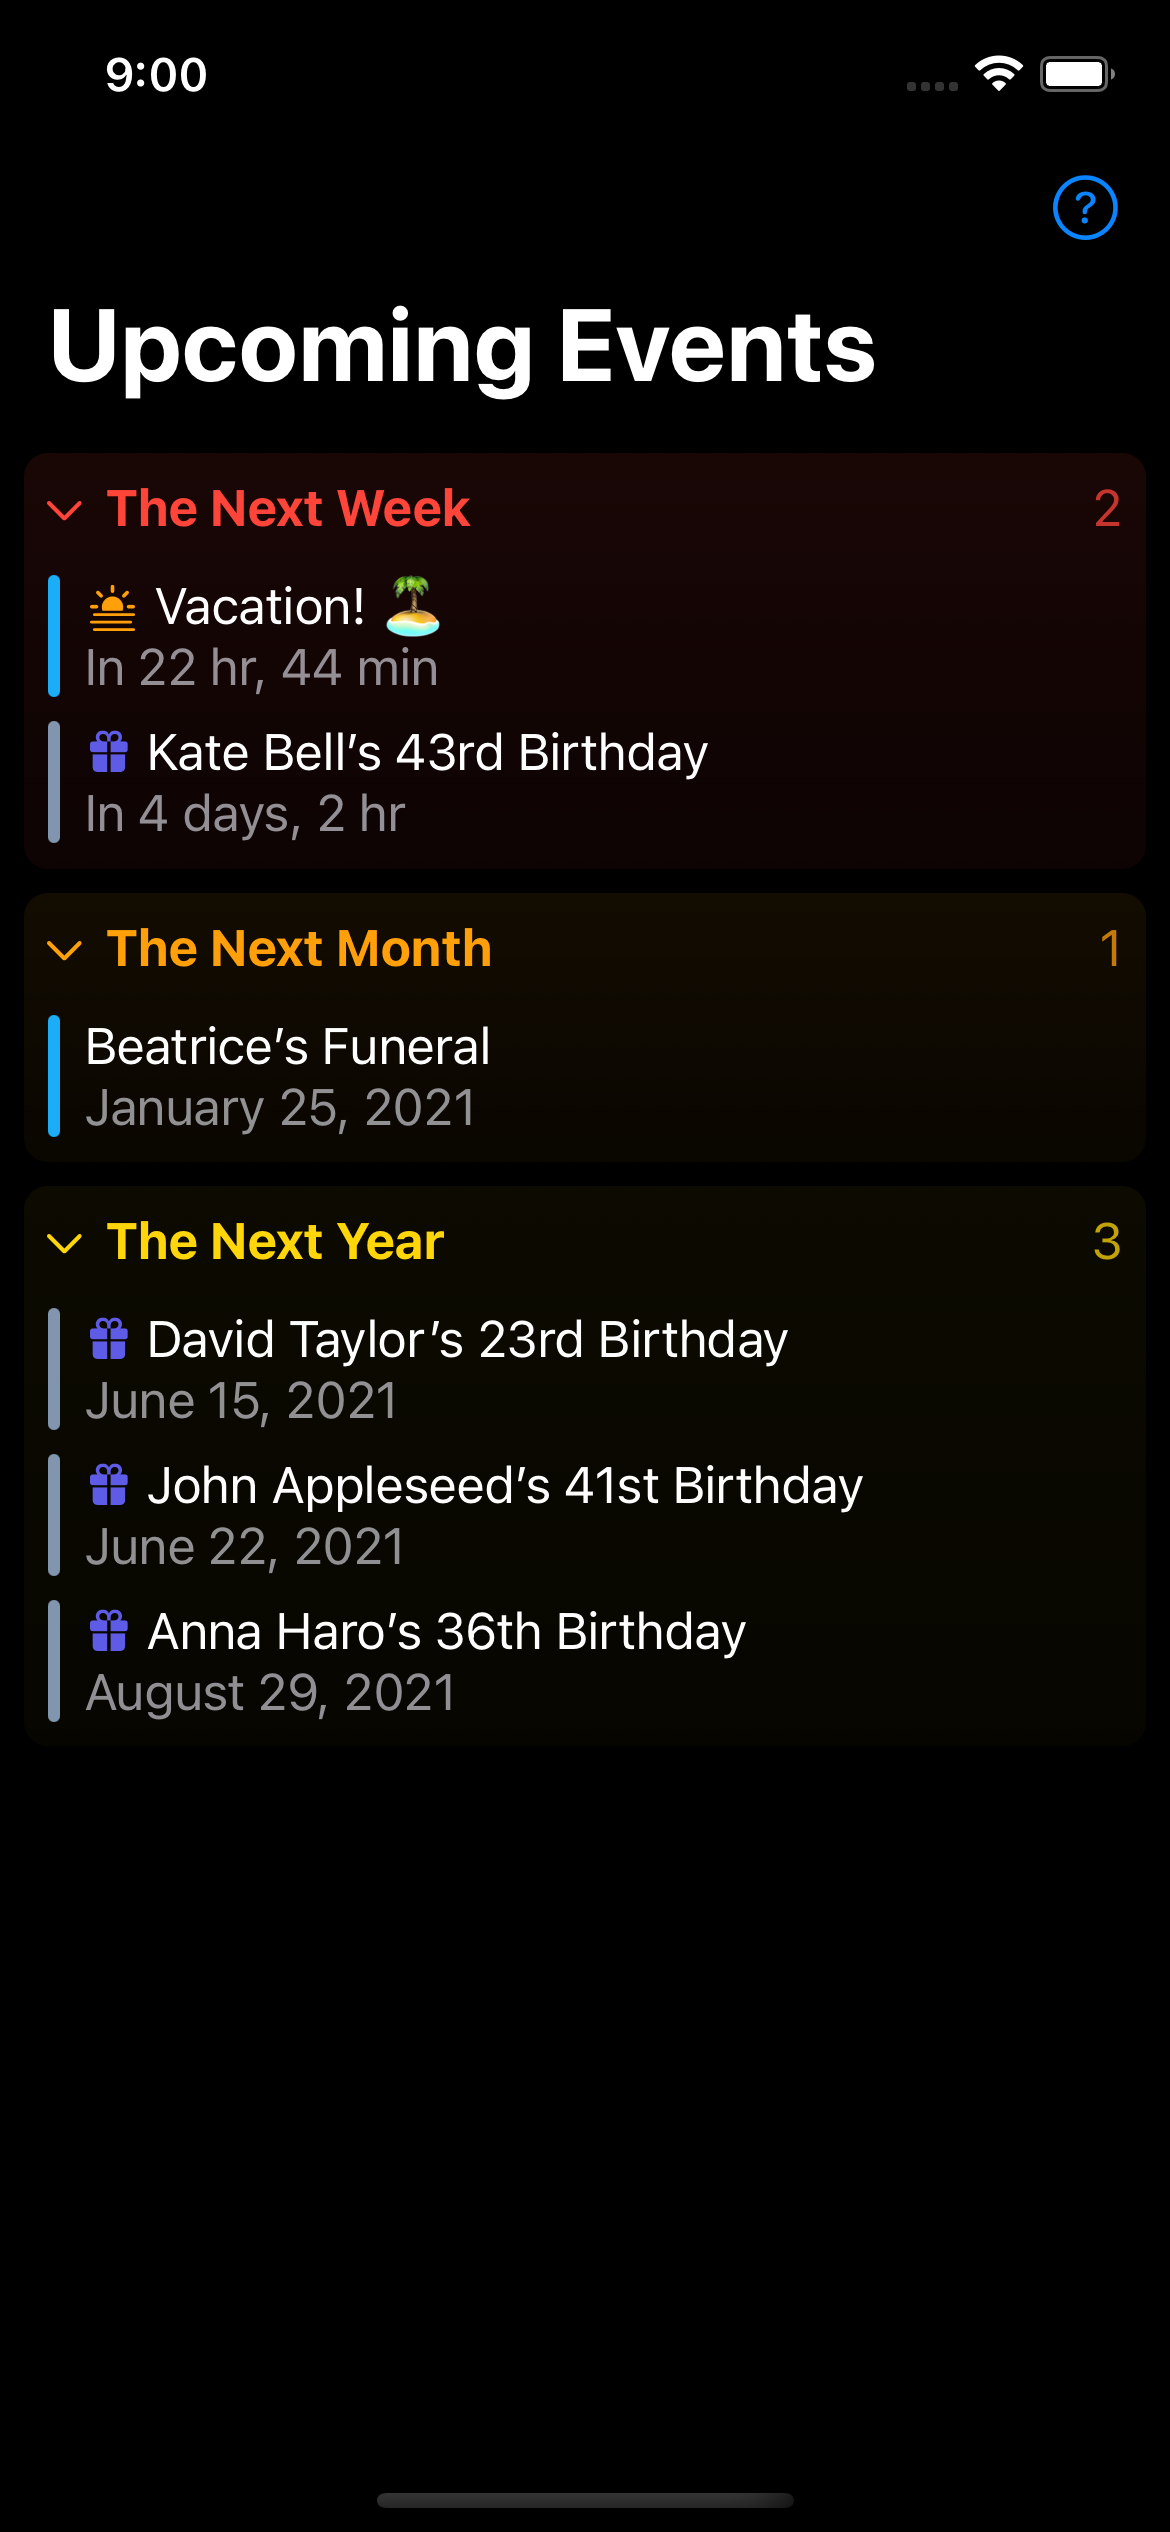 9:00
?
Upcoming Events
The Next Week 2
Vacation! 🏝
In 22 hr, 44 min
Kate Bell’s 43rd Birthday
In 4 days, 2 hr
The Next Month 1
Beatrice’s Funeral
January 25, 2021
The Next Year 3
David Taylor’s 23rd Birthday
June 15, 2021
John Appleseed’s 41st Birthday
June 22, 2021
Anna Haro’s 36th Birthday
August 29, 2021